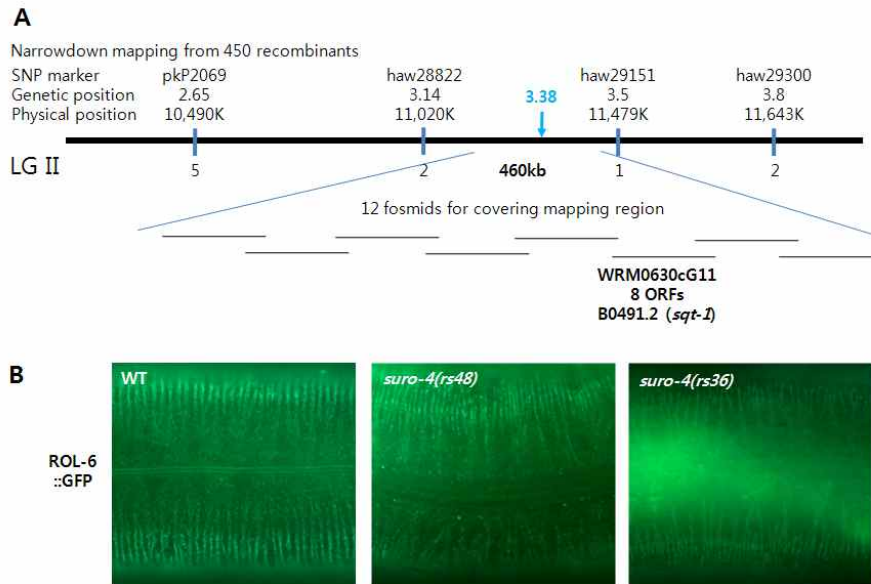 A
Narrowdown mapping from 450 recombinants
SNP marker pkP2069 haw28822 haw29151 haw29300
Genetic position 2.65 3.14 3.38 3.5 3.8
Physical position 10,490K 11,020K 11,479K 11,643K
LG II 5 2 460kb 1 2
12 fosmids for covering mapping region
WRM0630cG11
8 ORFs
B0491.2 (sqt-1)
B
WT suro-4(rs48) suro-4(rs36)
ROL-6
::GFP